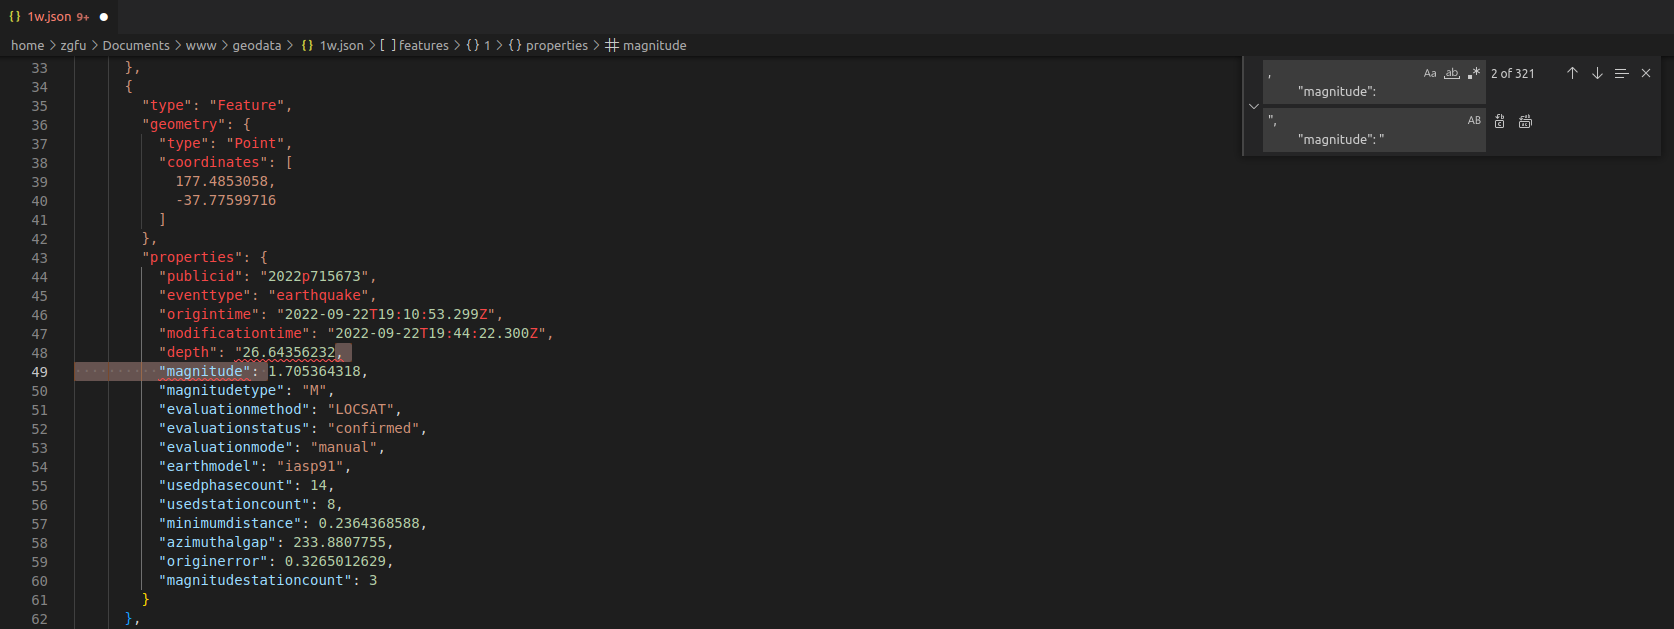 {} 1w.json 9+ ●
home > zgfu > Documents > www > geodata > {} 1w.json > [ ] features > {} 1 > {} properties > # magnitude
,
"magnitude":
Aa ab .* 2 of 321
",
"magnitude": "
AB
33 },
34 {
35 "type": "Feature",
36 "geometry": {
37 "type": "Point",
38 "coordinates": [
39 177.4853058,
40 -37.77599716
41 ]
42 },
43 "properties": {
44 "publicid": "2022p715673",
45 "eventtype": "earthquake",
46 "origintime": "2022-09-22T19:10:53.299Z",
47 "modificationtime": "2022-09-22T19:44:22.300Z",
48 "depth": "26.64356232,
49 "magnitude": 1.705364318,
50 "magnitudetype": "M",
51 "evaluationmethod": "LOCSAT",
52 "evaluationstatus": "confirmed",
53 "evaluationmode": "manual",
54 "earthmodel": "iasp91",
55 "usedphasecount": 14,
56 "usedstationcount": 8,
57 "minimumdistance": 0.2364368588,
58 "azimuthalgap": 233.8807755,
59 "originerror": 0.3265012629,
60 "magnitudestationcount": 3
61 }
62 },